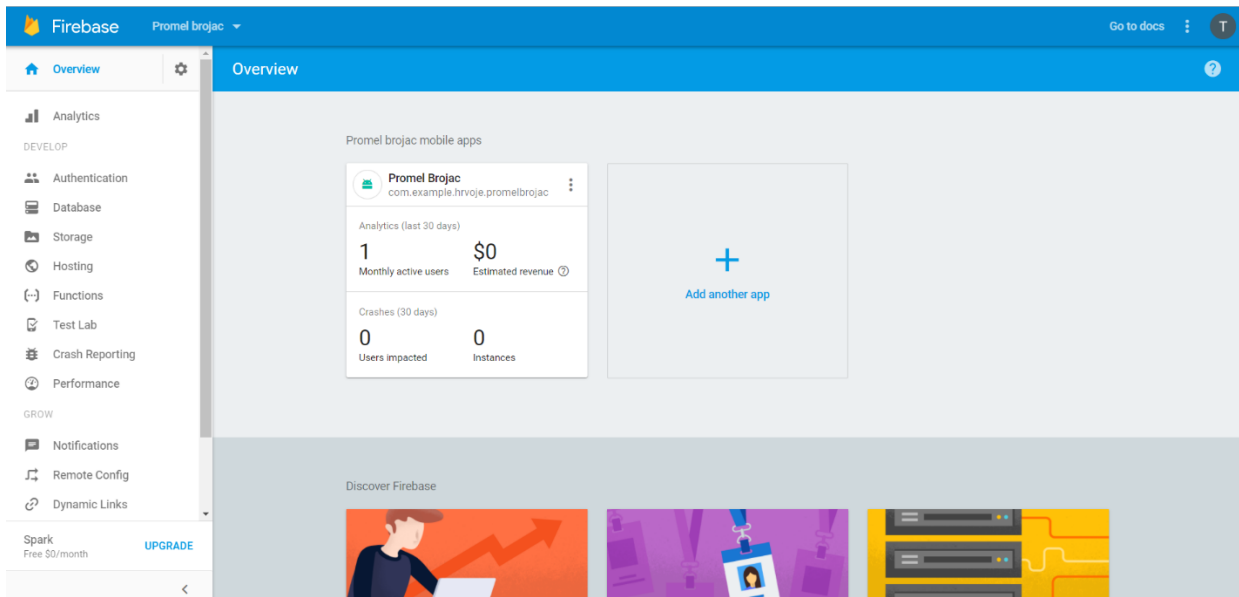 Firebase
Promel brojac
Go to docs
T
Overview
Overview
?
Analytics
DEVELOP
Authentication
Database
Storage
Hosting
Functions
Test Lab
Crash Reporting
Performance
GROW
Notifications
Remote Config
Dynamic Links
Spark
Free $0/month
UPGRADE
Promel brojac mobile apps
Promel Brojac
com.example.hrvoje.promelbrojac
Analytics (last 30 days)
1 $0
Monthly active users Estimated revenue ?
Crashes (30 days)
0 0
Users impacted Instances
Add another app
Discover Firebase